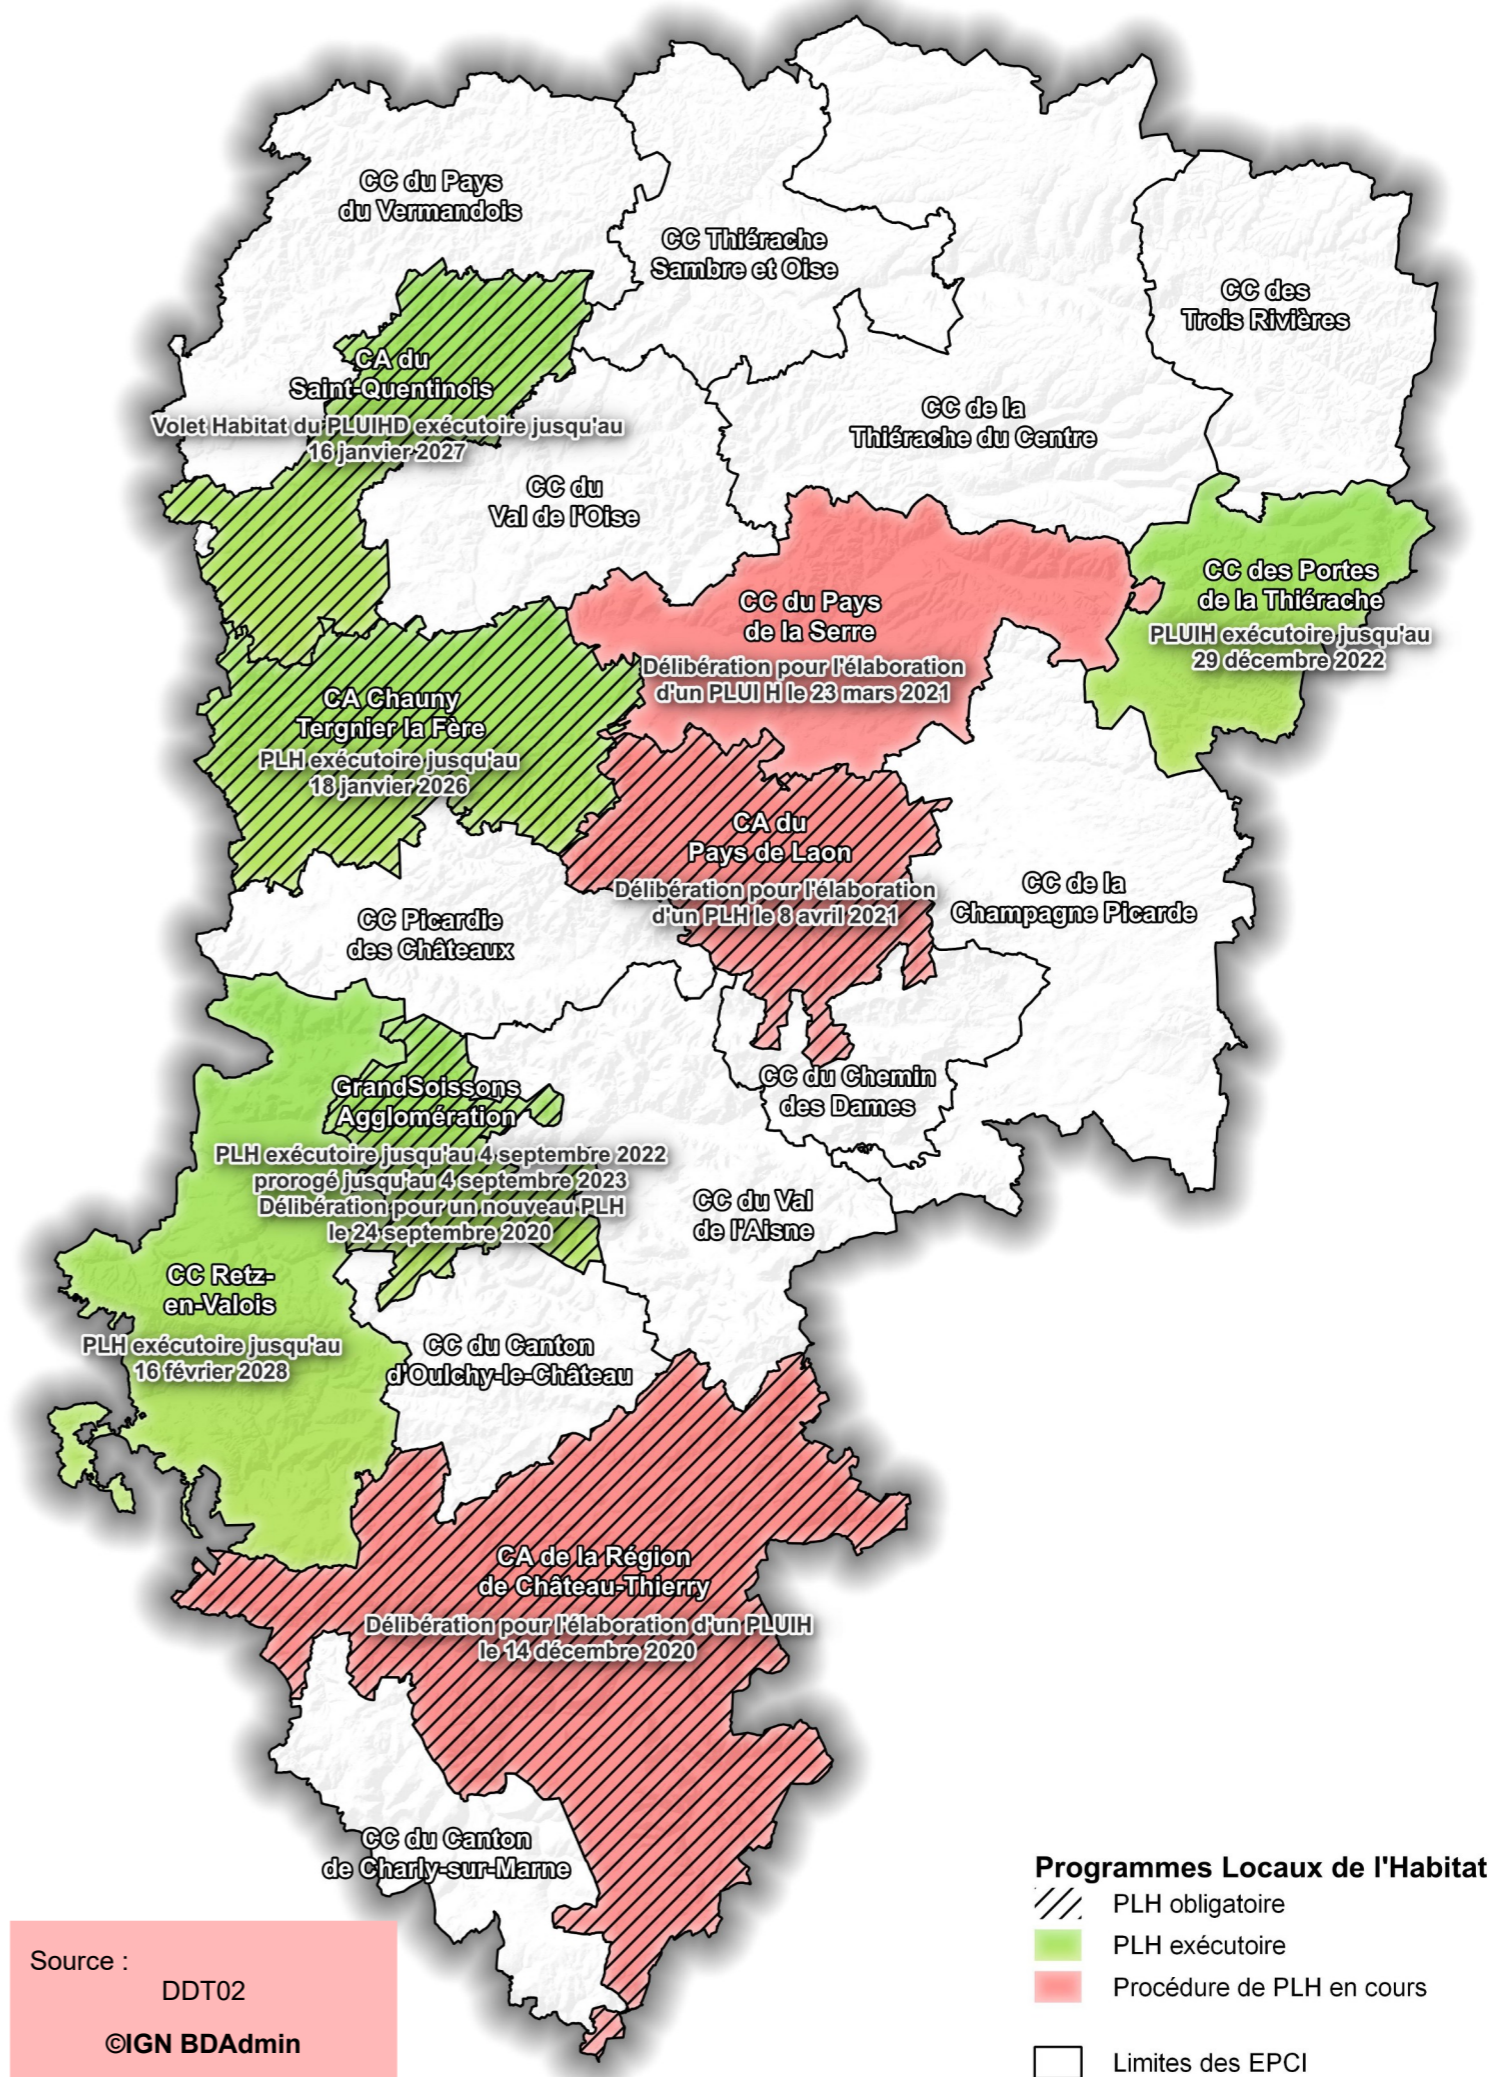 CC du Pays
du Vermandois
CC Thiérache
Sambre et Oise
CC des
Trois Rivières
CA du
Saint-Quentinois
Volet Habitat du PLUIHD exécutoire jusqu'au
16 janvier 2027
CC de la
Thiérache du Centre
CC du
Val de l'Oise
CC des Portes
de la Thiérache
PLUIH exécutoire jusqu'au
29 décembre 2022
CC du Pays
de la Serre
Délibération pour l'élaboration
d'un PLUI H le 23 mars 2021
CA Chauny
Tergnier la Fère
PLH exécutoire jusqu'au
18 janvier 2026
CA du
Pays de Laon
Délibération pour l'élaboration
d'un PLH le 8 avril 2021
CC de la
Champagne Picarde
CC Picardie
des Châteaux
CC du Chemin
des Dames
GrandSoissons
Agglomération
PLH exécutoire jusqu'au 4 septembre 2022
prorogé jusqu'au 4 septembre 2023
Délibération pour un nouveau PLH
le 24 septembre 2020
CC du Val
de l'Aisne
CC Retz-
en-Valois
PLH exécutoire jusqu'au
16 février 2028
CC du Canton
d'Oulchy-le-Château
CA de la Région
de Château-Thierry
Délibération pour l'élaboration d'un PLUIH
le 14 décembre 2020
CC du Canton
de Charly-sur-Marne
Programmes Locaux de l'Habitat
PLH obligatoire
PLH exécutoire
Procédure de PLH en cours
Limites des EPCI
Source :
DDT02
©IGN BDAdmin